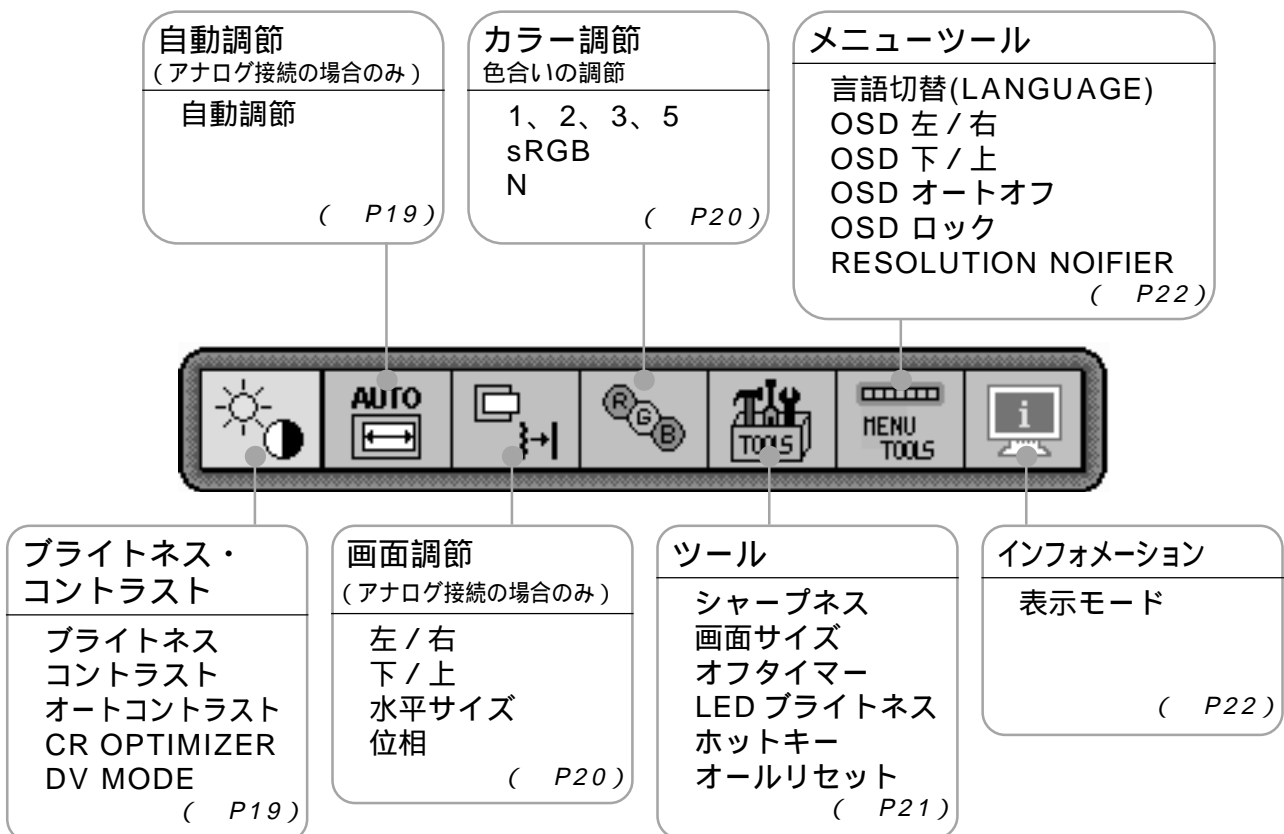 自動調節
(アナログ接続の場合のみ)
自動調節
( P19)
カラー調節
色合いの調節
1、2、3、5
sRGB
N
( P20)
メニューツール
言語切替(LANGUAGE)
OSD 左/右
OSD 下/上
OSD オートオフ
OSD ロック
RESOLUTION NOIFIER
( P22)
AUTO
R
G
B
TOOLS
MENU
TOOLS
i
ブライトネス・
コントラスト
ブライトネス
コントラスト
オートコントラスト
CR OPTIMIZER
DV MODE
( P19)
画面調節
(アナログ接続の場合のみ)
左/右
下/上
水平サイズ
位相
( P20)
ツール
シャープネス
画面サイズ
オフタイマー
LED ブライトネス
ホットキー
オールリセット
( P21)
インフォメーション
表示モード
( P22)